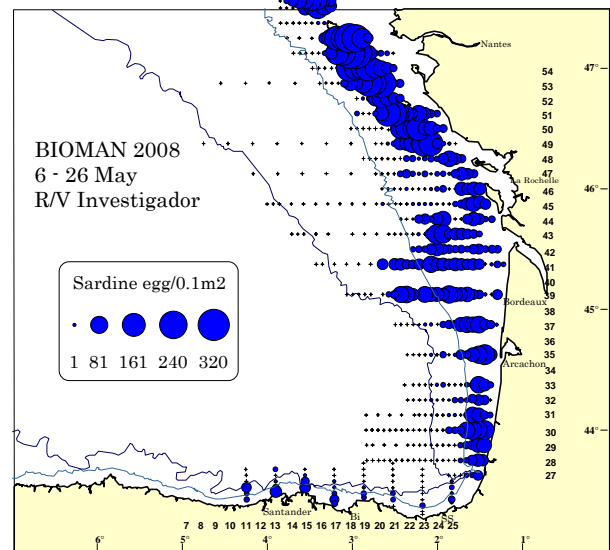 Nantes
47°
54
53
52
51
50
49
48
47
La Rochelle
46
46°
45
44
43
42
41
40
39
Bordeaux
38
37
36
35
Arcachon
34
33
32
31
30
44°
29
28
27
45°
BIOMAN 2008
6 - 26 May
R/V Investigador
Sardine egg/0.1m2
1 81 161 240 320
Santander
Bi
SS
7 8 9 10 11 12 13 14 15 16 17 18 19 20 21 22 23 24 25
6° 4° 3° 2° 1°